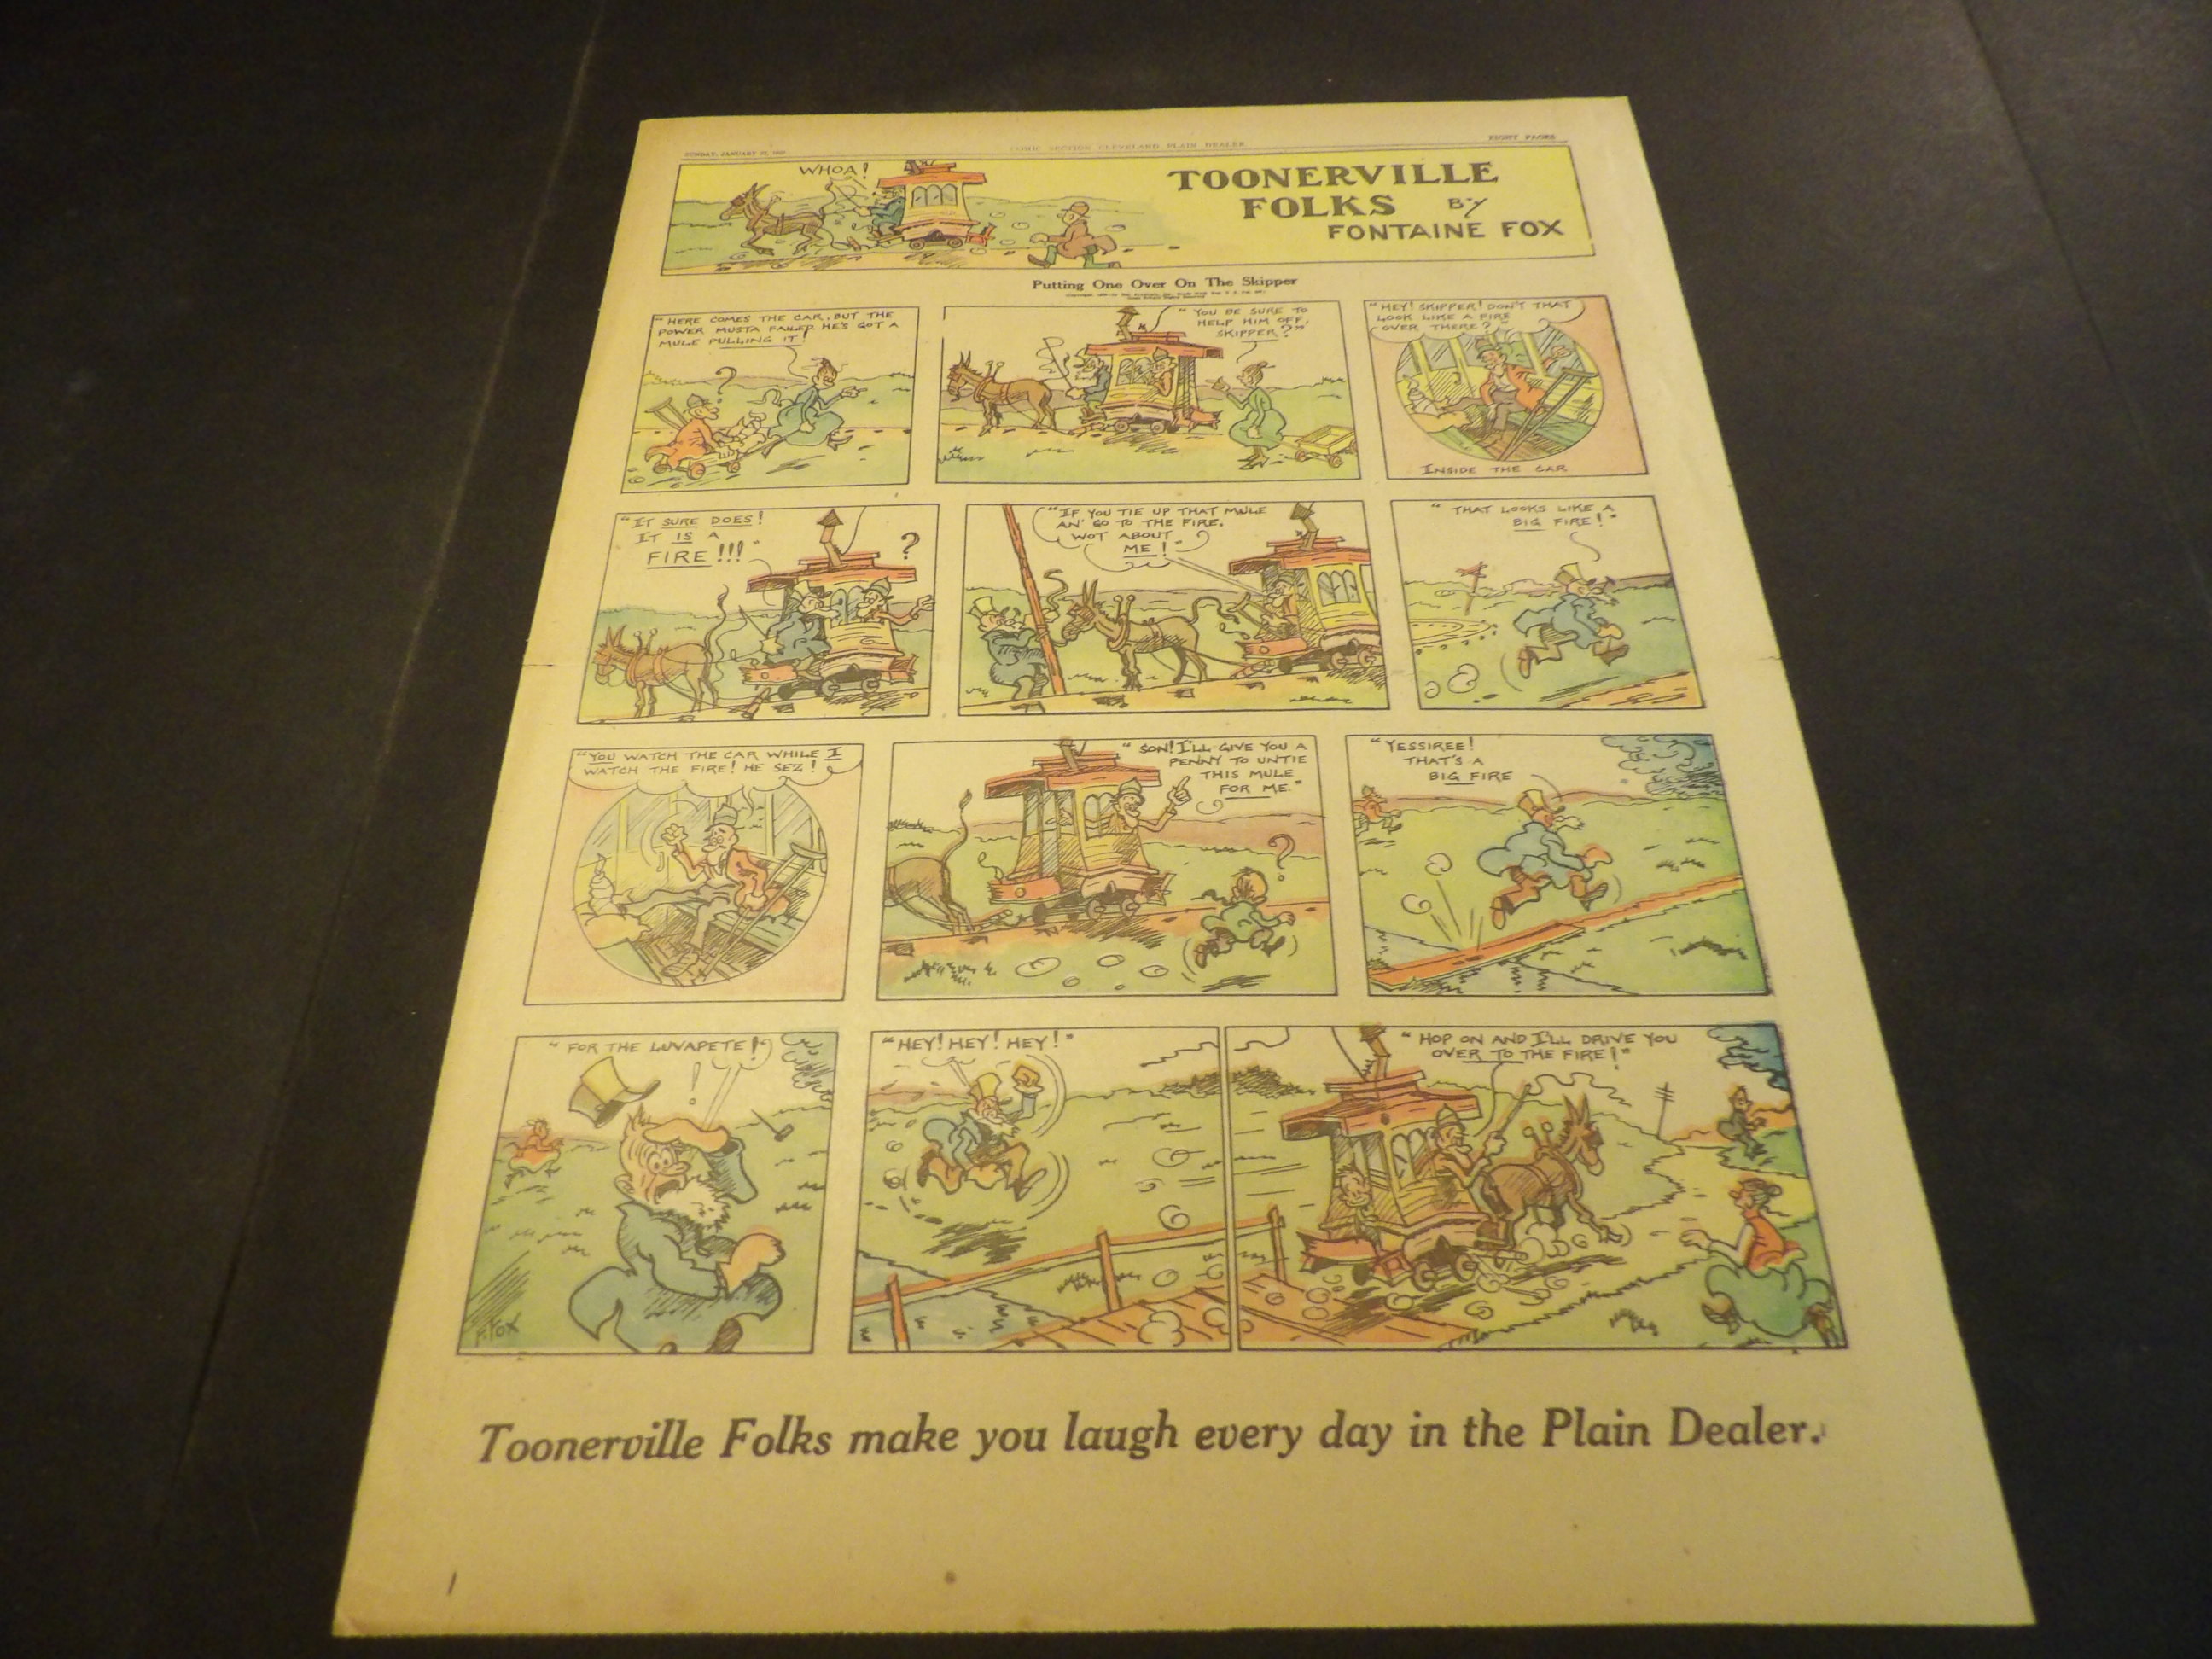 SUNDAY, JANUARY
COMIC SECTION CLEVELAND PLAIN DEALER
EIGHT PAGES
WHOA!
TOONERVILLE
FOLKS BY
FONTAINE FOX
Putting One Over On The Skipper
"HERE COMES THE CAR, BUT THE
POWER MUSTA FAILED. HE'S GOT A
MULE PULLING IT!
?
"YOU BE SURE TO
HELP HIM OFF,
SKIPPER?"
"HEY! SKIPPER! DON'T THAT
LOOK LIKE A FIRE
OVER THERE?"
INSIDE THE CAR
"IT SURE DOES!
IT IS A
FIRE!!!"
?
"IF YOU TIE UP THAT MULE
AN' GO TO THE FIRE,
WOT ABOUT
ME!"
"THAT LOOKS LIKE A
BIG FIRE!"
"YOU WATCH THE CAR WHILE I
WATCH THE FIRE! HE SEZ!
"SON! I'LL GIVE YOU A
PENNY TO UNTIE
THIS MULE
FOR ME."
?
"YESSIREE!
THAT'S A
BIG FIRE
"FOR THE LUVAPETE!"
!
F. FOX
"HEY! HEY! HEY!"
"HOP ON AND I'LL DRIVE YOU
OVER TO THE FIRE!"
Toonerville Folks make you laugh every day in the Plain Dealer.